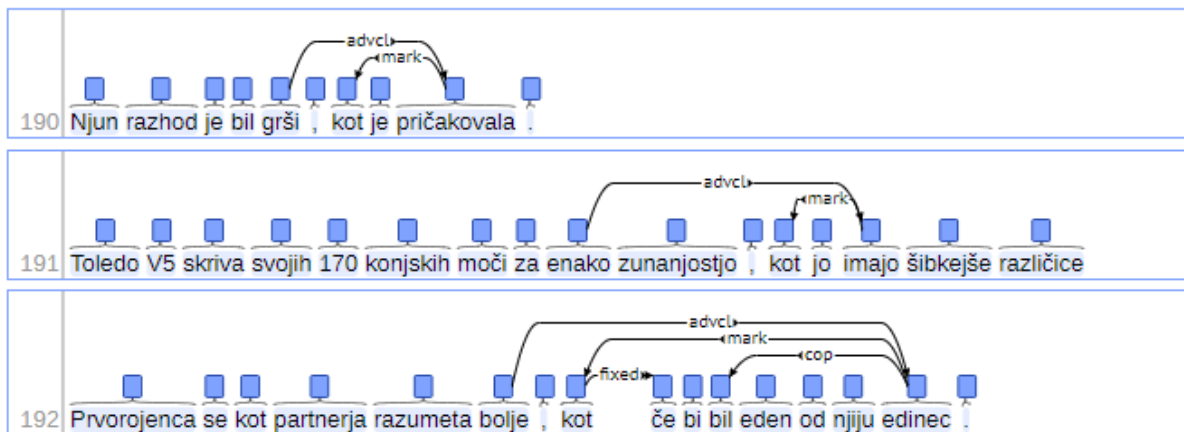 advcl
mark
190 Njun razhod je bil grši , kot je pričakovala .
advcl
mark
191 Toledo V5 skriva svojih 170 konjskih moči za enako zunanjostjo , kot jo imajo šibkejše različice
advcl
mark
cop
fixed
192 Prvorojenca se kot partnerja razumeta bolje , kot če bi bil eden od njiju edinec .